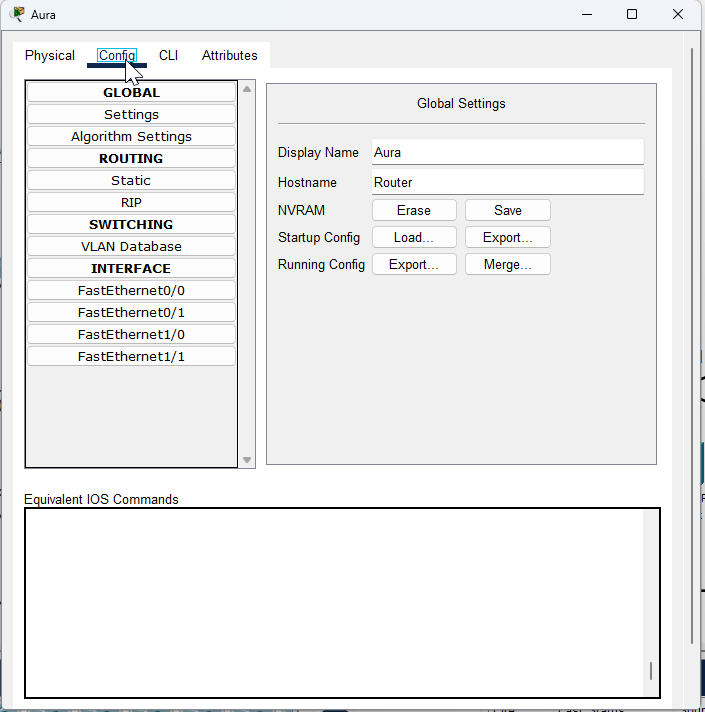 Aura
Physical Config CLI Attributes
GLOBAL
Settings
Algorithm Settings
ROUTING
Static
RIP
SWITCHING
VLAN Database
INTERFACE
FastEthernet0/0
FastEthernet0/1
FastEthernet1/0
FastEthernet1/1
Global Settings
Display Name Aura
Hostname Router
NVRAM Erase Save
Startup Config Load... Export...
Running Config Export... Merge...
Equivalent IOS Commands